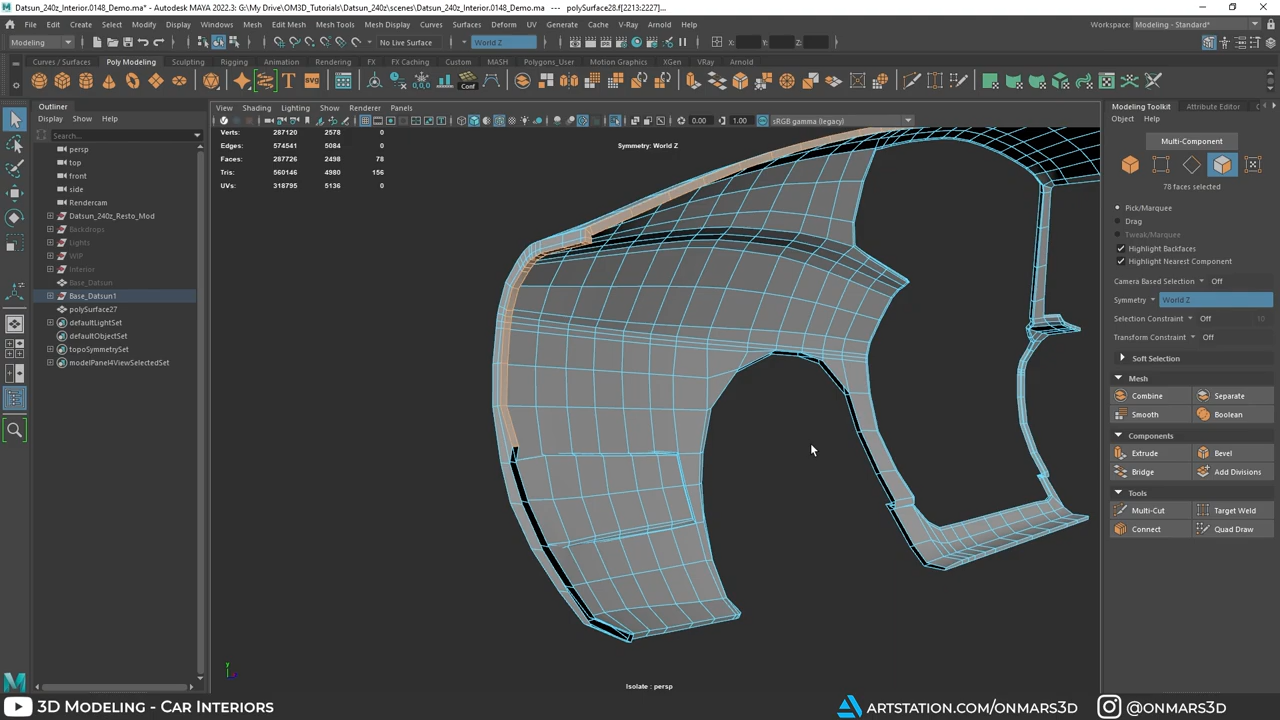 Datsun_240z_Interior.0148_Demo.ma* - Autodesk MAYA 2022.3: G:\My Drive\OM3D_Tutorials\Datsun_240z\scenes\Datsun_240z_Interior.0148_Demo.ma --- polySurface28.f[2213:2227]...
File Edit Create Select Modify Display Windows Mesh Edit Mesh Mesh Tools Mesh Display Curves Surfaces Deform UV Generate Cache V-Ray Arnold Help
Workspace: Modeling - Standard*
Modeling No Live Surface World Z X: Y: Z:
Curves / Surfaces Poly Modeling Sculpting Rigging Animation Rendering FX FX Caching Custom MASH Polygons_User Motion Graphics XGen VRay Arnold
Conf
Outliner
Display Show Help
Search...
persp
top
front
side
Rendercam
Datsun_240z_Resto_Mod
Backdrops
Lights
WIP
Interior
Base_Datsun
Base_Datsun1
polySurface27
defaultLightSet
defaultObjectSet
topoSymmetrySet
modelPanel4ViewSelectedSet
View Shading Lighting Show Renderer Panels
0.00 1.00 sRGB gamma (legacy)
Verts: 287120 2578 0
Edges: 574541 5084 0
Faces: 287726 2498 78
Tris: 560146 4980 156
UVs: 318795 5136 0
Symmetry: World Z
Isolate : persp
Modeling Toolkit Attribute Editor
Object Help
Multi-Component
78 faces selected
Pick/Marquee
Drag
Tweak/Marquee
Highlight Backfaces
Highlight Nearest Component
Camera Based Selection Off
Symmetry World Z
Selection Constraint Off 10
Transform Constraint Off
Soft Selection
Mesh
Combine Separate
Smooth Boolean
Components
Extrude Bevel
Bridge Add Divisions
Tools
Multi-Cut Target Weld
Connect Quad Draw
3D MODELING - CAR INTERIORS
ARTSTATION.COM/ONMARS3D @ONMARS3D